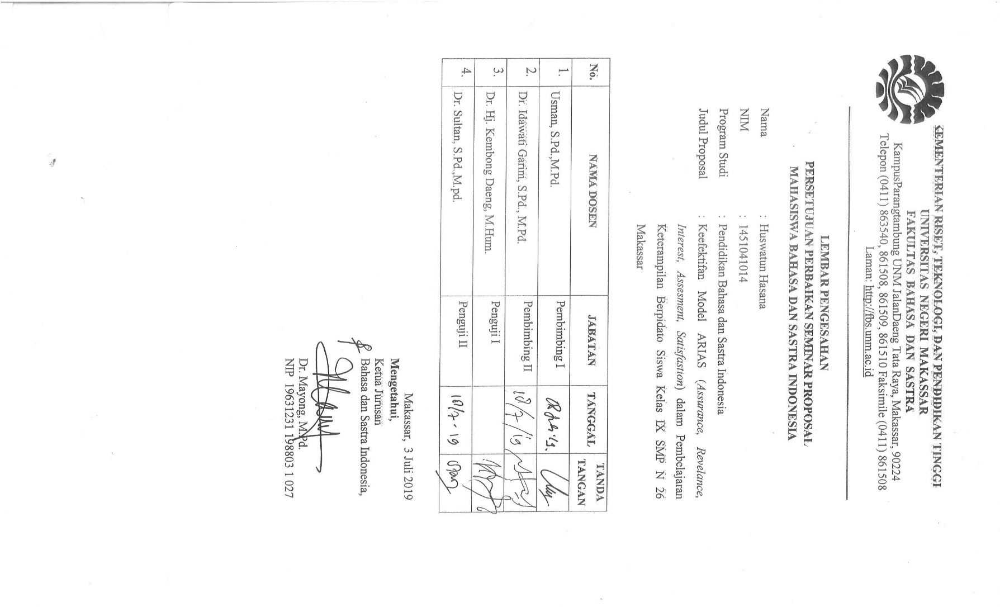 KEMENTERIAN RISET, TEKNOLOGI, DAN PENDIDIKAN TINGGI
UNIVERSITAS NEGERI MAKASSAR
FAKULTAS BAHASA DAN SASTRA
KampusParangtambung UNM JalanDaeng Tata Raya, Makassar, 90224
Telepon (0411) 863540, 861508, 861509, 861510 Faksimile (0411) 861508
Laman: http://fbs.unm.ac.id
LEMBAR PENGESAHAN
PERSETUJUAN PERBAIKAN SEMINAR PROPOSAL
MAHASISWA BAHASA DAN SASTRA INDONESIA
Nama : Huswatun Hasana
NIM : 1451041014
Program Studi : Pendidikan Bahasa dan Sastra Indonesia
Judul Proposal : Keefektifan Model ARIAS (Assurance, Revelance,
Interest, Assesment, Satisfastion) dalam Pembelajaran
Keterampilan Berpidato Siswa Kelas IX SMP N 26
Makassar
No. NAMA DOSEN JABATAN TANGGAL TANDA TANGAN
1. Usman, S.Pd.,M.Pd. Pembimbing I
2. Dr. Idawati Garim, S.Pd., M.Pd. Pembimbing II 10/7/19
3. Dr. Hj. Kembong Daeng, M.Hum. Penguji I
4. Dr. Sultan, S.Pd.,M.pd. Penguji II 10/7-19
Makassar, 3 Juli 2019
Mengetahui,
Ketua Jurusan
Bahasa dan Sastra Indonesia,
Dr. Mayong, M.Pd.
NIP 19631231 198803 1 027